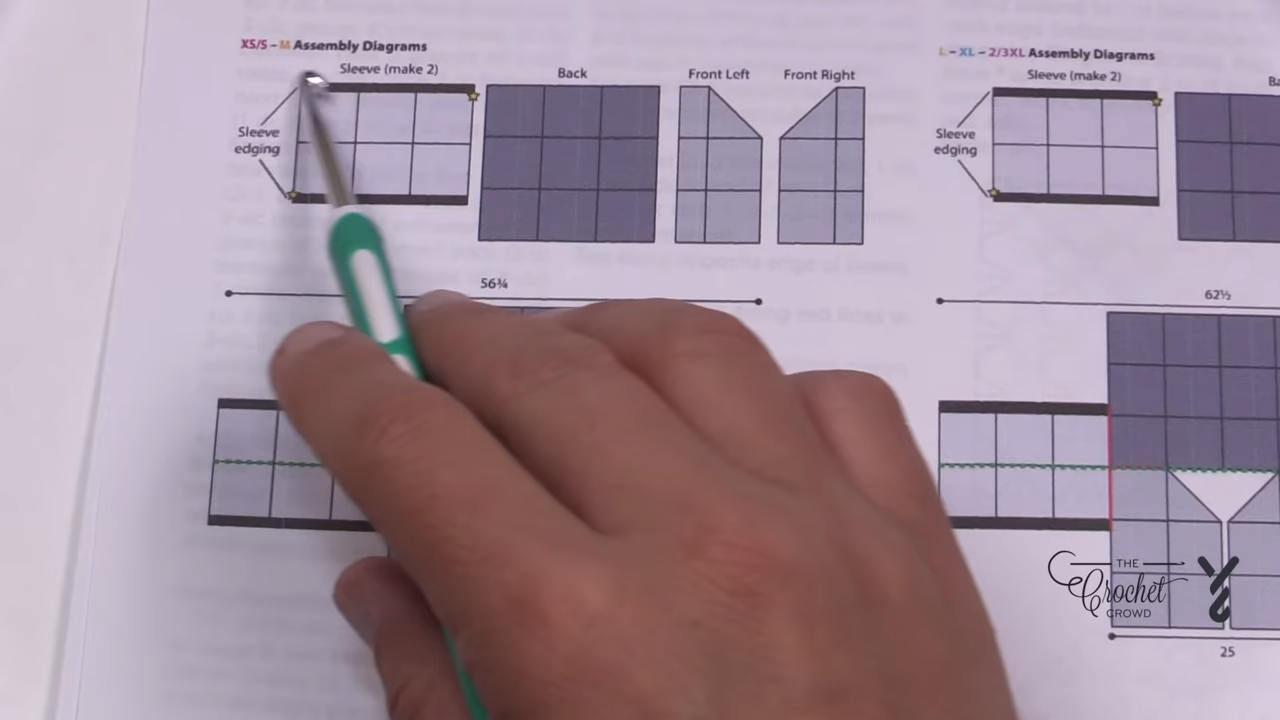 XS/S – M Assembly Diagrams
Sleeve (make 2)
Back
Front Left
Front Right
Sleeve
edging
56¾
L – XL – 2/3XL Assembly Diagrams
Sleeve (make 2)
Sleeve
edging
62½
25
THE
Crochet
CROWD